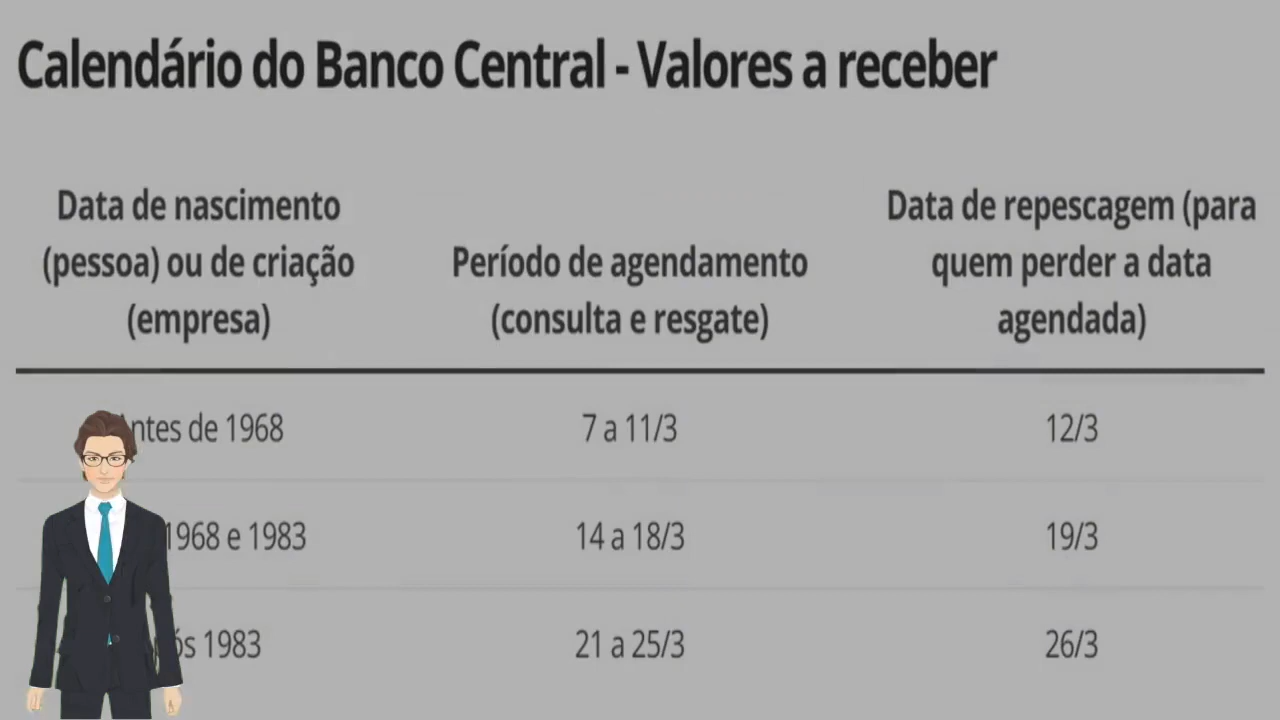 Calendário do Banco Central - Valores a receber
Data de nascimento
(pessoa) ou de criação
(empresa)
Período de agendamento
(consulta e resgate)
Data de repescagem (para
quem perder a data
agendada)
de 1968
7 a 11/3
12/3
1968 e 1983
14 a 18/3
19/3
1983
21 a 25/3
26/3